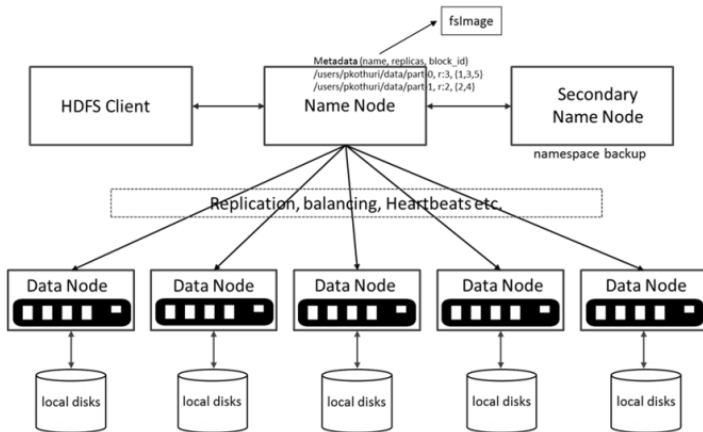 fsImage
Metadata (name, replicas, block_id)
/users/pkothuri/data/part-0, r:3, {1,3,5}
/users/pkothuri/data/part-1, r:2, {2,4}
HDFS Client
Name Node
Secondary
Name Node
namespace backup
Replication, balancing, Heartbeats etc.
Data Node
Data Node
Data Node
Data Node
Data Node
local disks
local disks
local disks
local disks
local disks